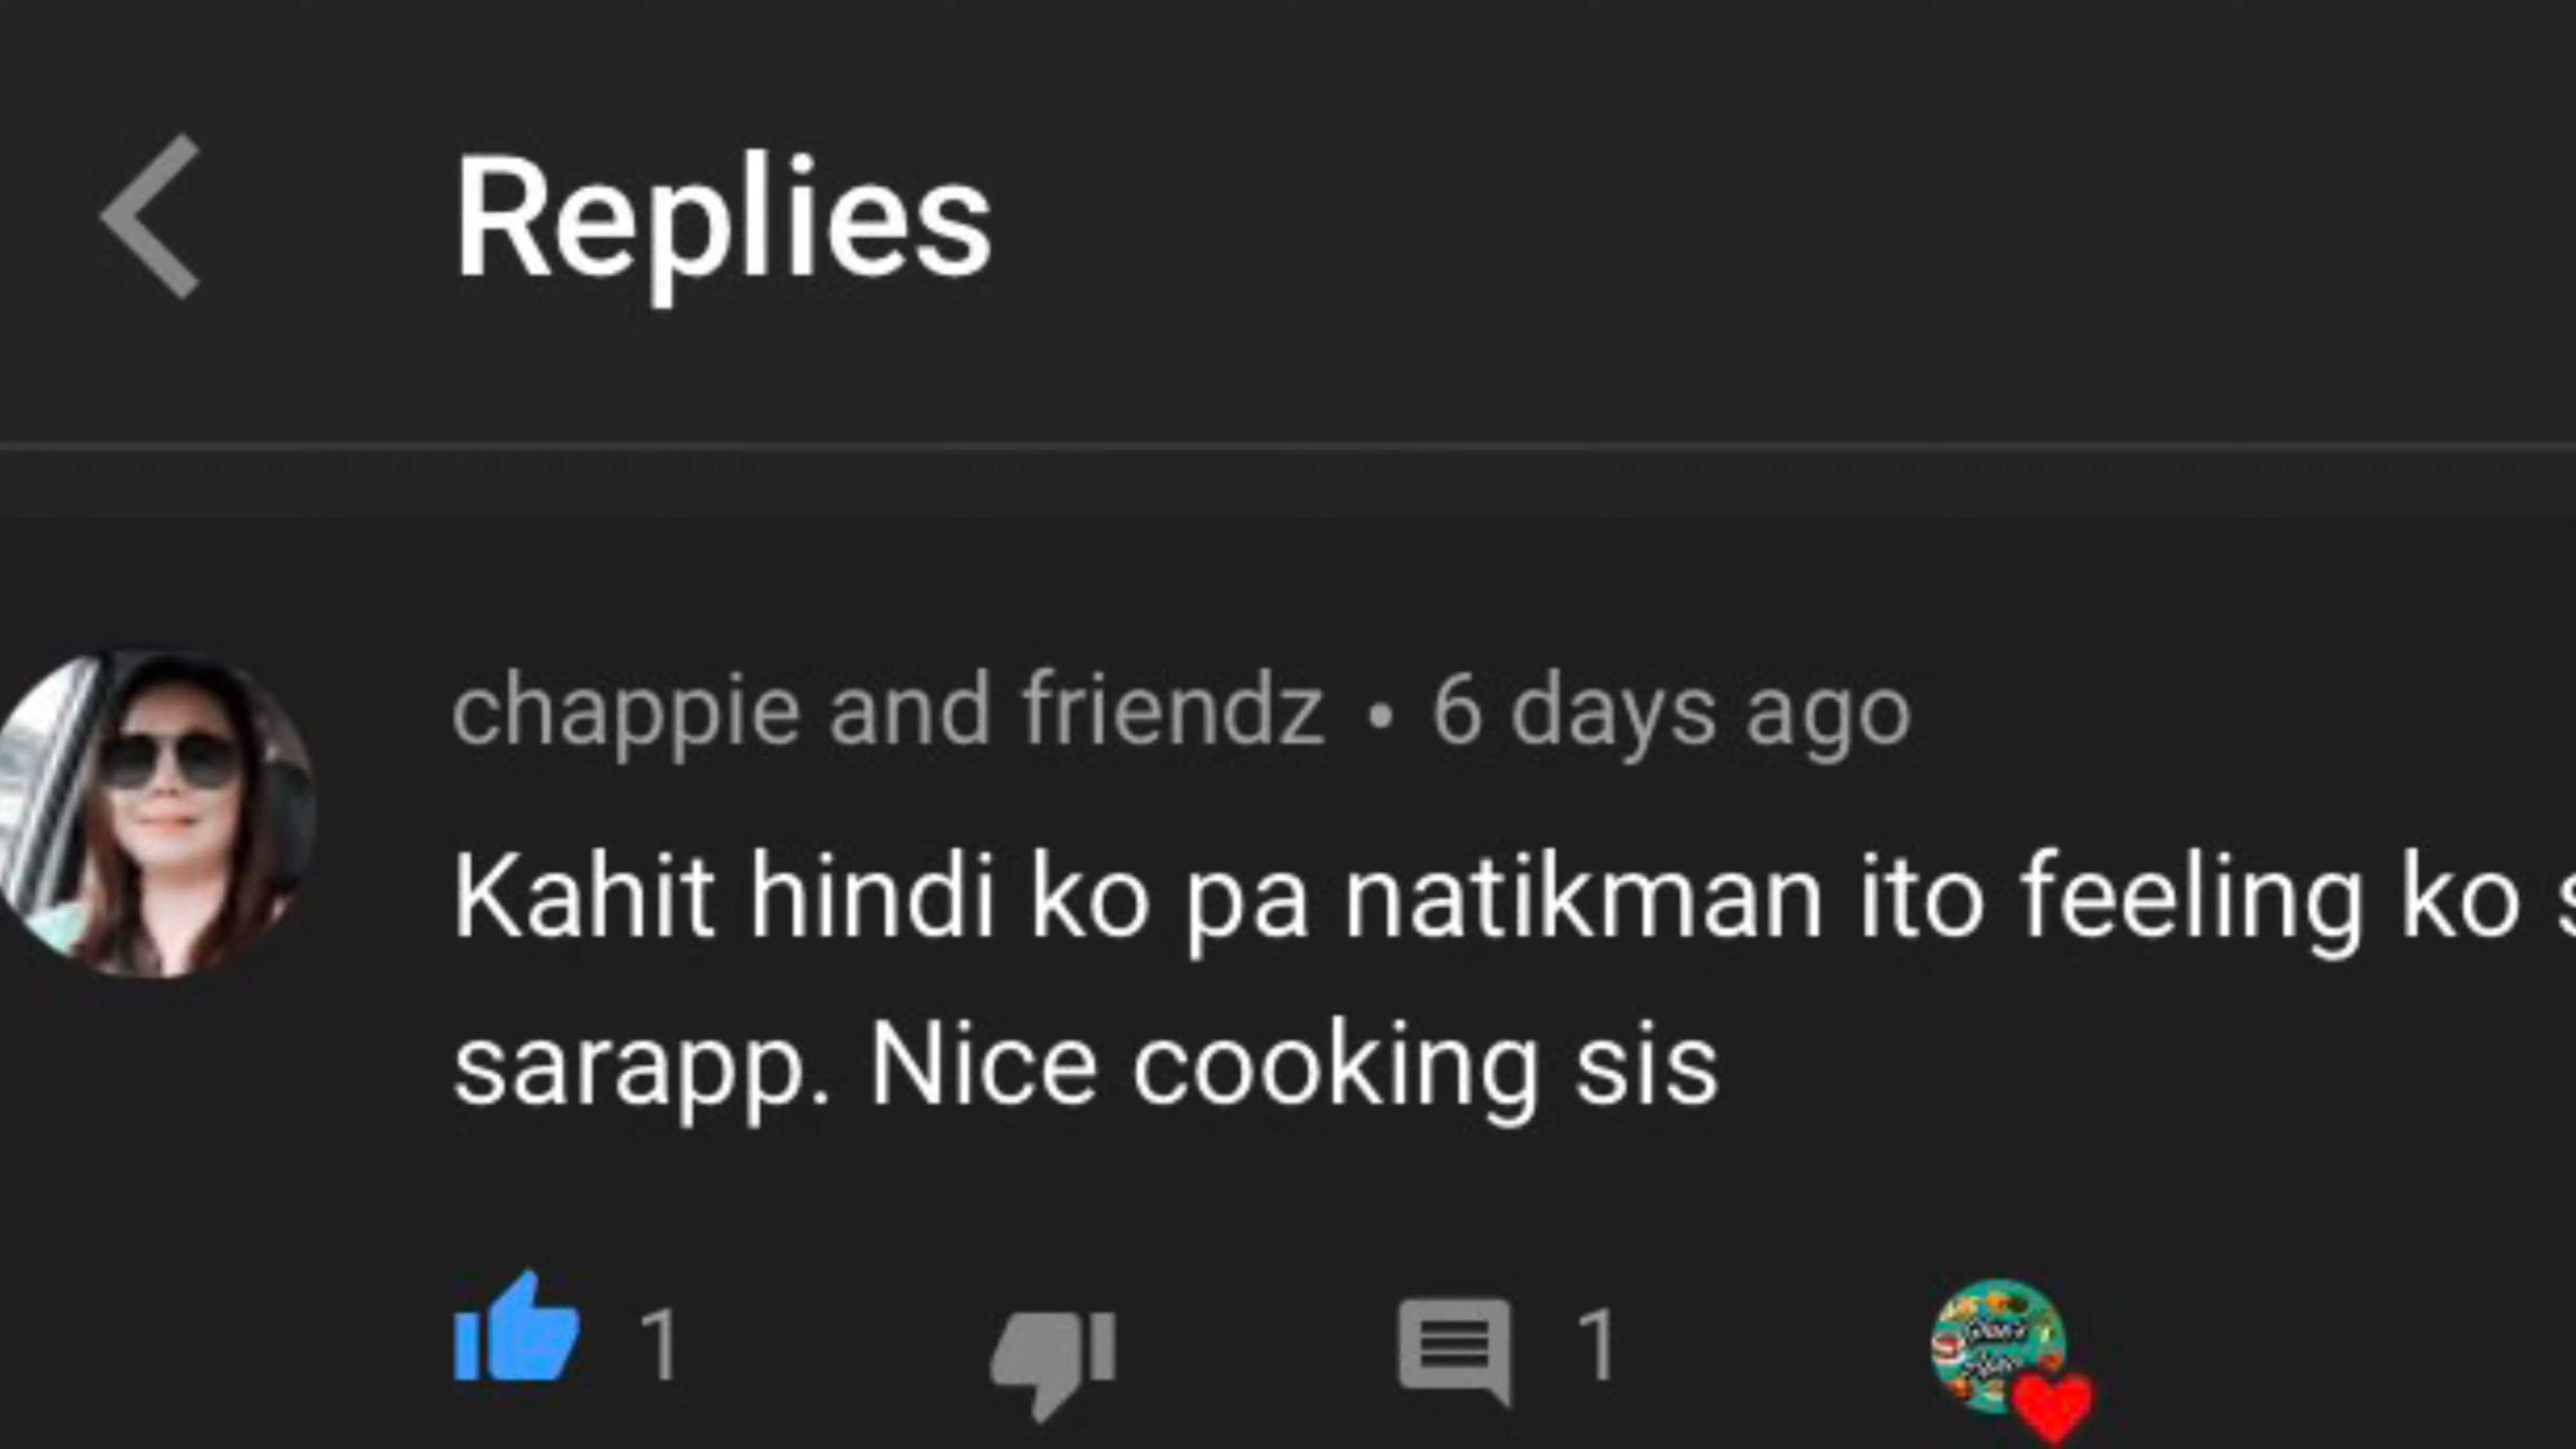 Replies
chappie and friendz • 6 days ago
Kahit hindi ko pa natikman ito feeling ko
sarapp. Nice cooking sis
1 1